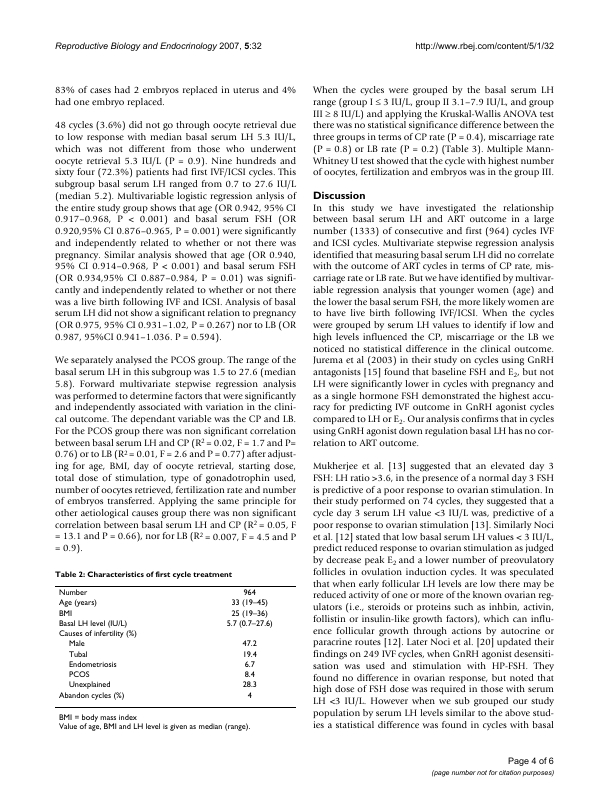 Reproductive Biology and Endocrinology 2007, 5:32
http://www.rbej.com/content/5/1/32
83% of cases had 2 embryos replaced in uterus and 4%
had one embryo replaced.
48 cycles (3.6%) did not go through oocyte retrieval due
to low response with median basal serum LH 5.3 IU/L,
which was not different from those who underwent
oocyte retrieval 5.3 IU/L (P = 0.9). Nine hundreds and
sixty four (72.3%) patients had first IVF/ICSI cycles. This
subgroup basal serum LH ranged from 0.7 to 27.6 IU/L
(median 5.2). Multivariable logistic regression anlysis of
the entire study group shows that age (OR 0.942, 95% CI
0.917–0.968, P < 0.001) and basal serum FSH (OR
0.920,95% CI 0.876–0.965, P = 0.001) were significantly
and independently related to whether or not there was
pregnancy. Similar analysis showed that age (OR 0.940,
95% CI 0.914–0.968, P < 0.001) and basal serum FSH
(OR 0.934,95% CI 0.887–0.984, P = 0.01) was signifi-
cantly and independently related to whether or not there
was a live birth following IVF and ICSI. Analysis of basal
serum LH did not show a significant relation to pregnancy
(OR 0.975, 95% CI 0.931–1.02, P = 0.267) nor to LB (OR
0.987, 95%CI 0.941–1.036. P = 0.594).
We separately analysed the PCOS group. The range of the
basal serum LH in this subgroup was 1.5 to 27.6 (median
5.8). Forward multivariate stepwise regression analysis
was performed to determine factors that were significantly
and independently associated with variation in the clini-
cal outcome. The dependant variable was the CP and LB.
For the PCOS group there was non significant correlation
between basal serum LH and CP (R² = 0.02, F = 1.7 and P=
0.76) or to LB (R² = 0.01, F = 2.6 and P = 0.77) after adjust-
ing for age, BMI, day of oocyte retrieval, starting dose,
total dose of stimulation, type of gonadotrophin used,
number of oocytes retrieved, fertilization rate and number
of embryos transferred. Applying the same principle for
other aetiological causes group there was non significant
correlation between basal serum LH and CP (R² = 0.05, F
= 13.1 and P = 0.66), nor for LB (R² = 0.007, F = 4.5 and P
= 0.9).
Table 2: Characteristics of first cycle treatment
Number 964
Age (years) 33 (19–45)
BMI 25 (19–36)
Basal LH level (IU/L) 5.7 (0.7–27.6)
Causes of infertility (%)
Male 47.2
Tubal 19.4
Endometriosis 6.7
PCOS 8.4
Unexplained 28.3
Abandon cycles (%) 4
BMI = body mass index
Value of age, BMI and LH level is given as median (range).
When the cycles were grouped by the basal serum LH
range (group I ≤ 3 IU/L, group II 3.1–7.9 IU/L, and group
III ≥ 8 IU/L) and applying the Kruskal-Wallis ANOVA test
there was no statistical significance difference between the
three groups in terms of CP rate (P = 0.4), miscarriage rate
(P = 0.8) or LB rate (P = 0.2) (Table 3). Multiple Mann-
Whitney U test showed that the cycle with highest number
of oocytes, fertilization and embryos was in the group III.
Discussion
In this study we have investigated the relationship
between basal serum LH and ART outcome in a large
number (1333) of consecutive and first (964) cycles IVF
and ICSI cycles. Multivariate stepwise regression analysis
identified that measuring basal serum LH did no correlate
with the outcome of ART cycles in terms of CP rate, mis-
carriage rate or LB rate. But we have identified by multivar-
iable regression analysis that younger women (age) and
the lower the basal serum FSH, the more likely women are
to have live birth following IVF/ICSI. When the cycles
were grouped by serum LH values to identify if low and
high levels influenced the CP, miscarriage or the LB we
noticed no statistical difference in the clinical outcome.
Jurema et al (2003) in their study on cycles using GnRH
antagonists [15] found that baseline FSH and E₂, but not
LH were significantly lower in cycles with pregnancy and
as a single hormone FSH demonstrated the highest accu-
racy for predicting IVF outcome in GnRH agonist cycles
compared to LH or E₂. Our analysis confirms that in cycles
using GnRH agonist down regulation basal LH has no cor-
relation to ART outcome.
Mukherjee et al. [13] suggested that an elevated day 3
FSH: LH ratio >3.6, in the presence of a normal day 3 FSH
is predictive of a poor response to ovarian stimulation. In
their study performed on 74 cycles, they suggested that a
cycle day 3 serum LH value <3 IU/L was, predictive of a
poor response to ovarian stimulation [13]. Similarly Noci
et al. [12] stated that low basal serum LH values < 3 IU/L,
predict reduced response to ovarian stimulation as judged
by decrease peak E₂ and a lower number of preovulatory
follicles in ovulation induction cycles. It was speculated
that when early follicular LH levels are low there may be
reduced activity of one or more of the known ovarian reg-
ulators (i.e., steroids or proteins such as inhbin, activin,
follistin or insulin-like growth factors), which can influ-
ence follicular growth through actions by autocrine or
paracrine routes [12]. Later Noci et al. [20] updated their
findings on 249 IVF cycles, when GnRH agonist desensiti-
sation was used and stimulation with HP-FSH. They
found no difference in ovarian response, but noted that
high dose of FSH dose was required in those with serum
LH <3 IU/L. However when we sub grouped our study
population by serum LH levels similar to the above stud-
ies a statistical difference was found in cycles with basal
Page 4 of 6
(page number not for citation purposes)